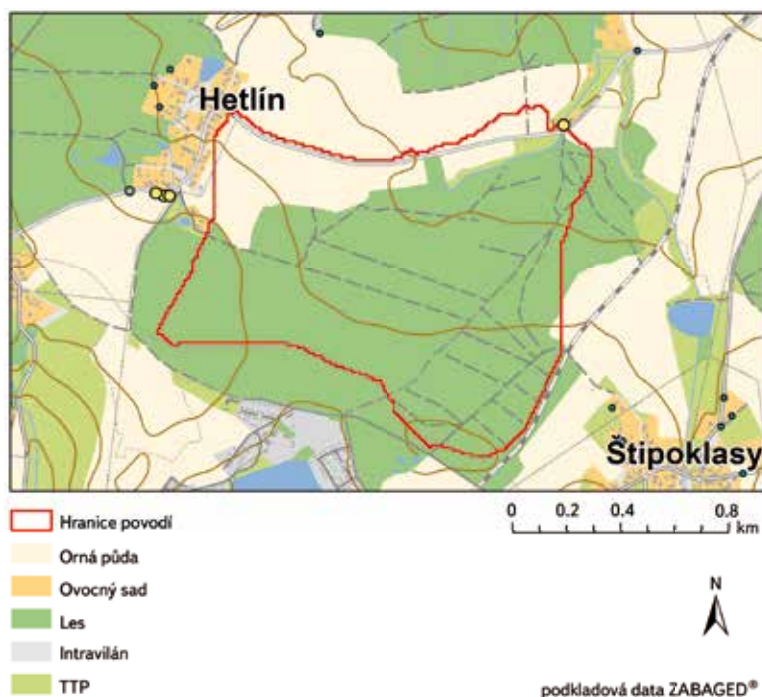 Hetlín
Štipoklasy
Hranice povodí
Orná půda
Ovocný sad
Les
Intravilán
TTP
0 0.2 0.4 0.8
km
N
podkladová data ZABAGED®